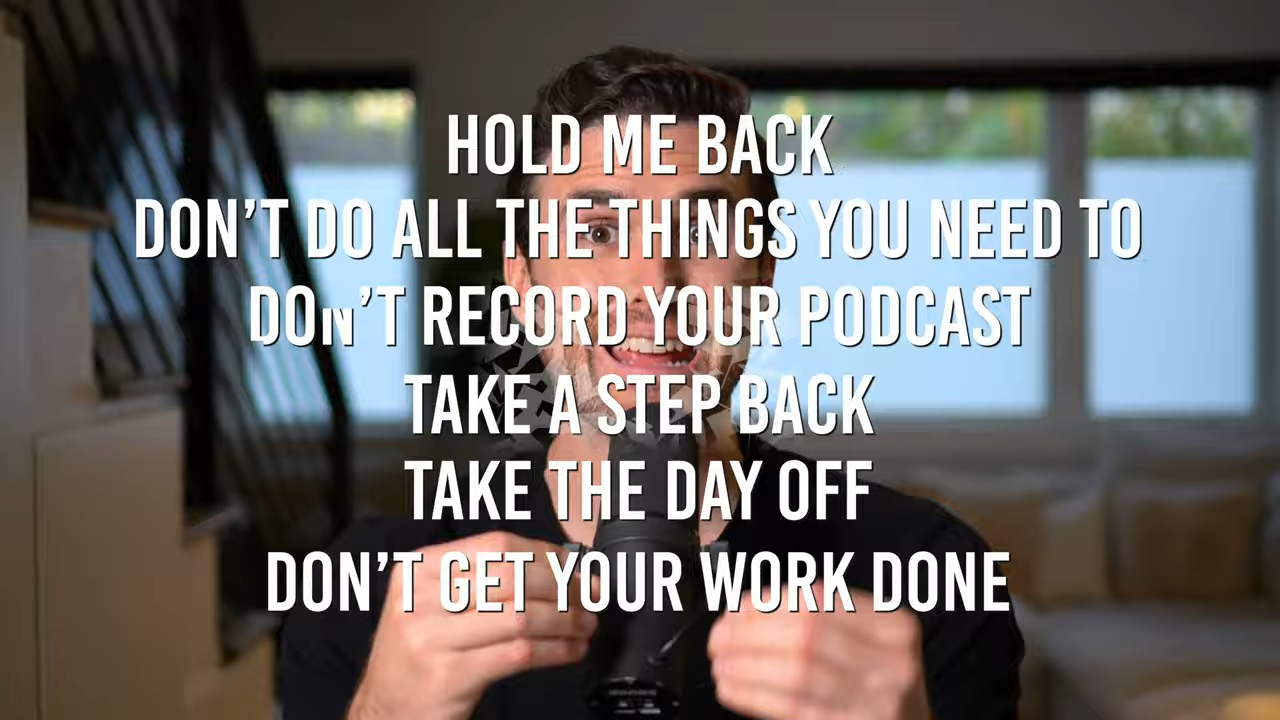 HOLD ME BACK
DON’T DO ALL THE THINGS YOU NEED TO
DON’T RECORD YOUR PODCAST
TAKE A STEP BACK
TAKE THE DAY OFF
DON’T GET YOUR WORK DONE